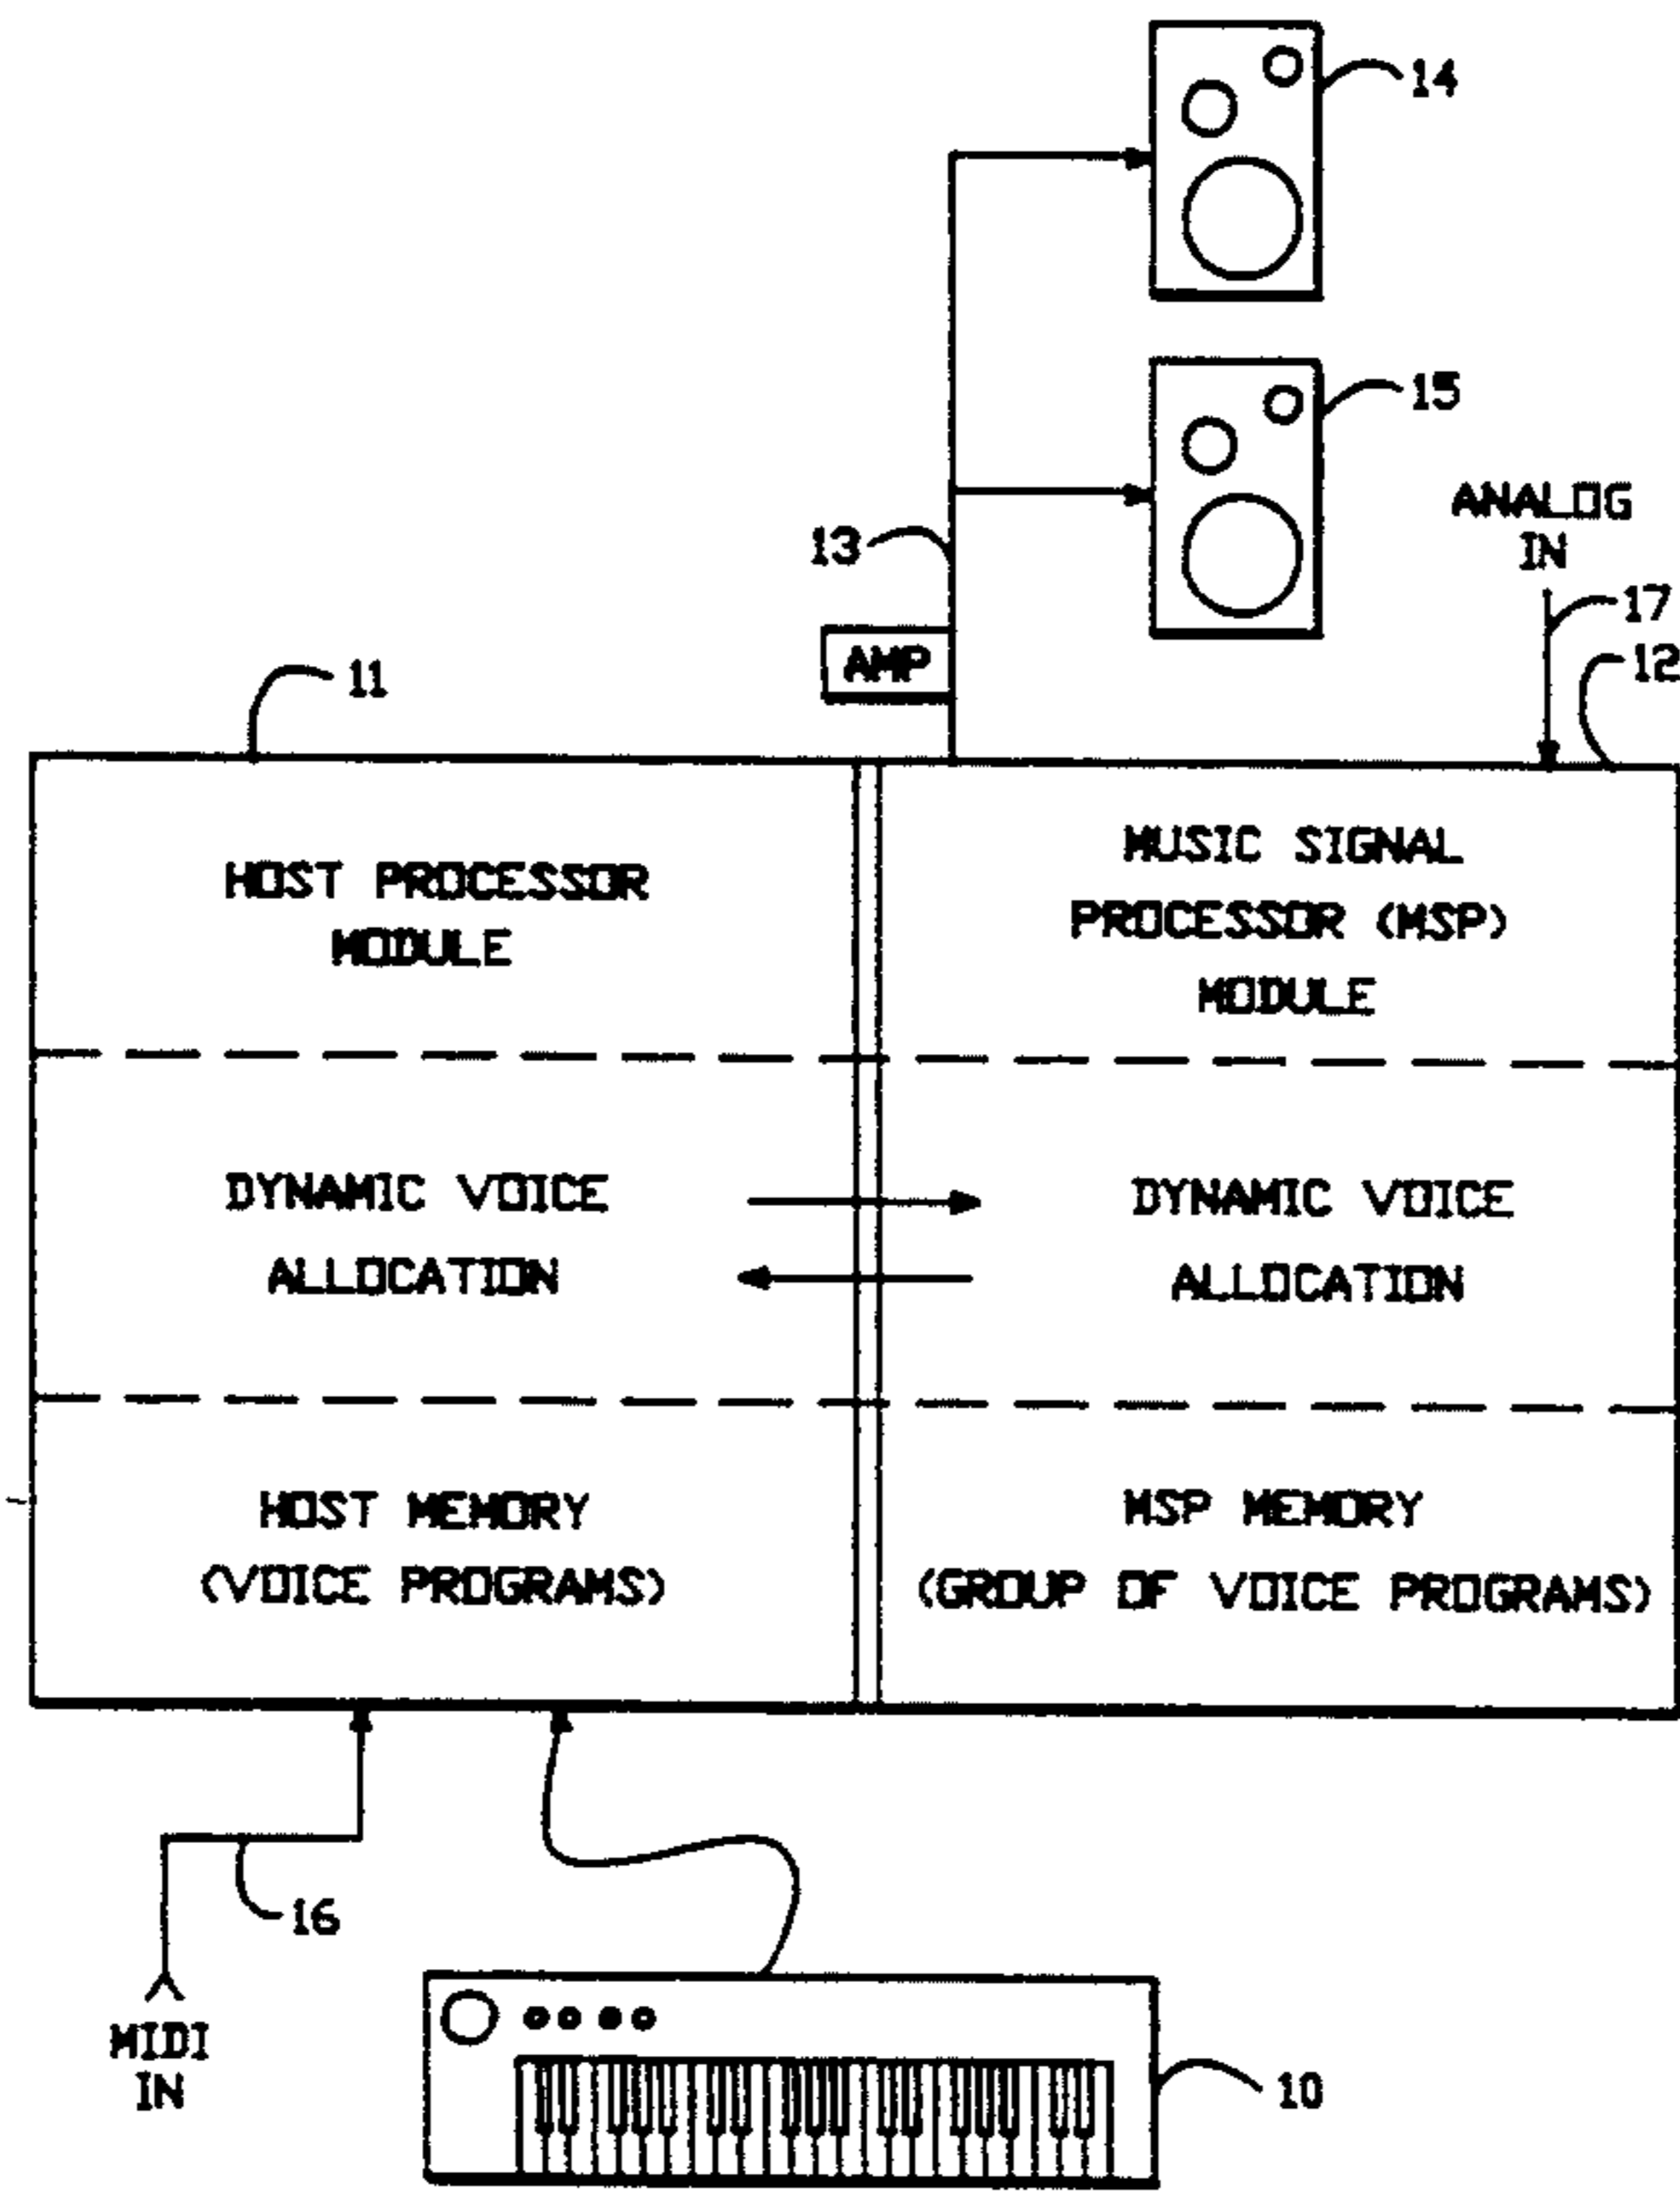 14
15
ANALOG
IN
13
17
AMP
12
11
HOST PROCESSOR
MODULE
MUSIC SIGNAL
PROCESSOR (MSP)
MODULE
DYNAMIC VOICE
ALLOCATION
DYNAMIC VOICE
ALLOCATION
HOST MEMORY
(VOICE PROGRAMS)
MSP MEMORY
(GROUP OF VOICE PROGRAMS)
16
MIDI
IN
10